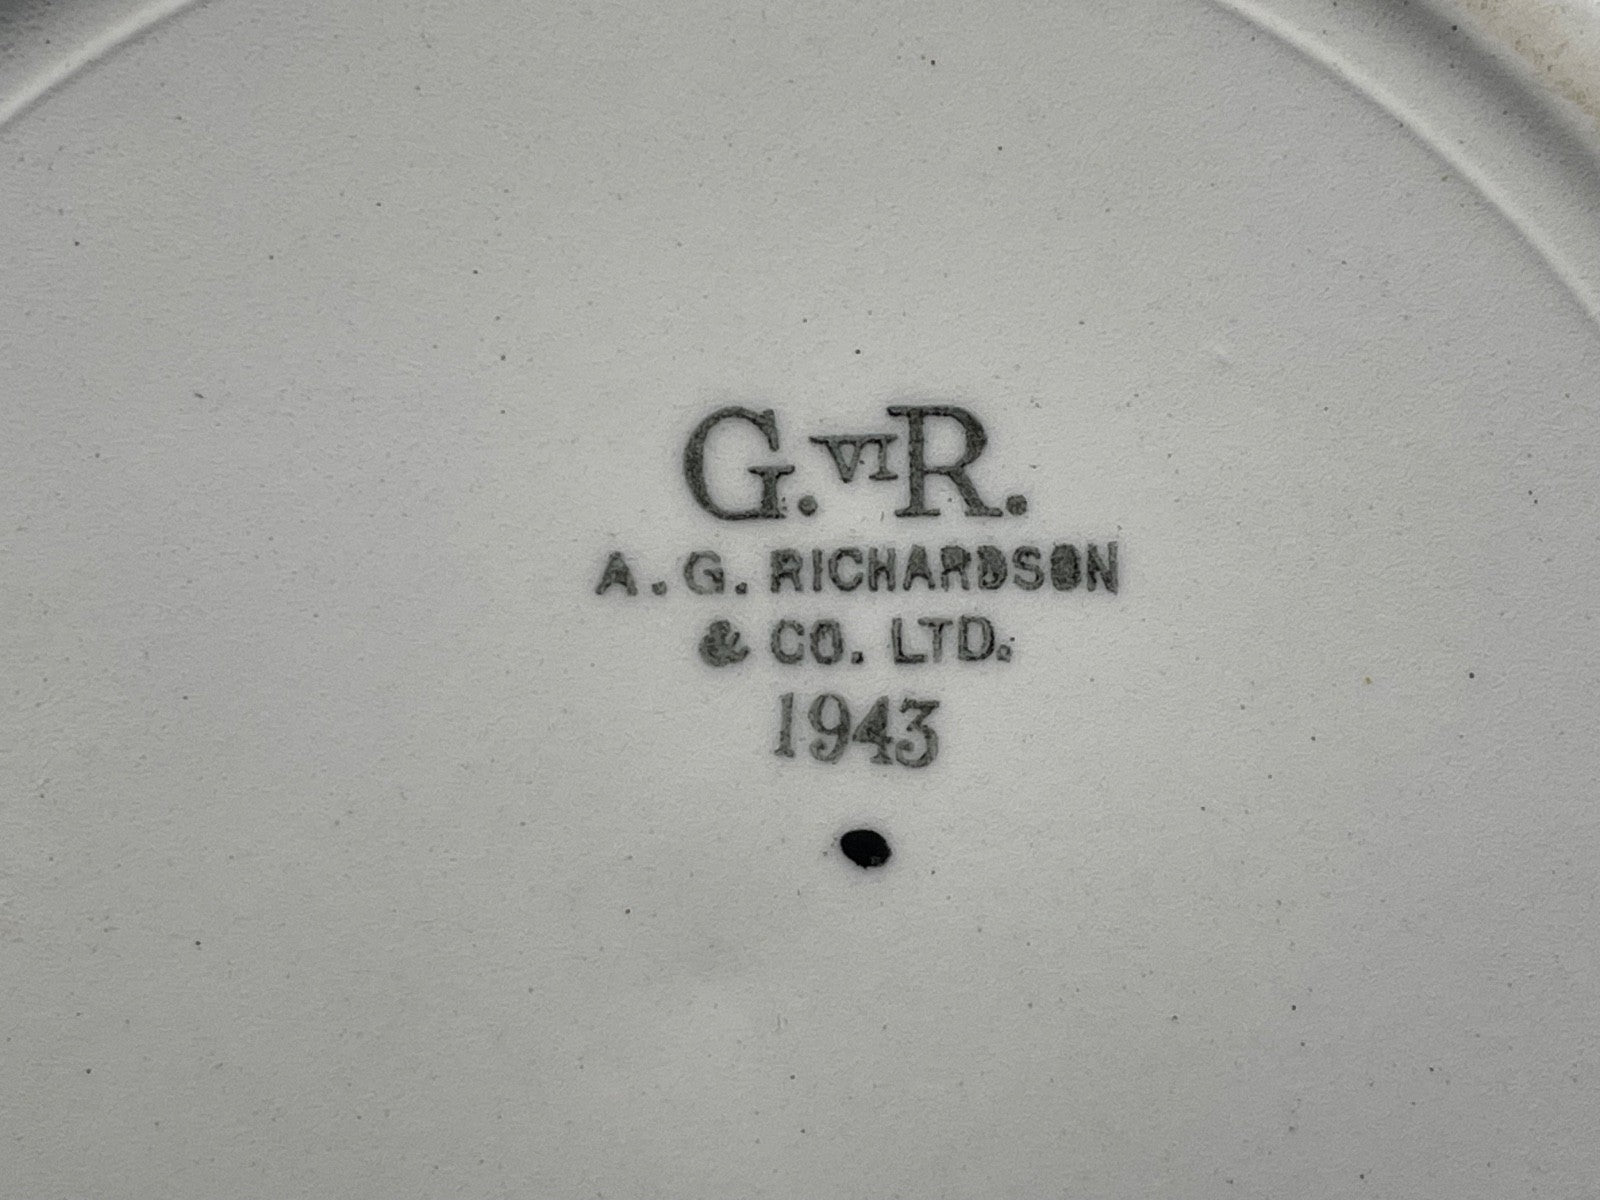 G.VIR.
A.G. RICHARDSON
& CO. LTD.
1943